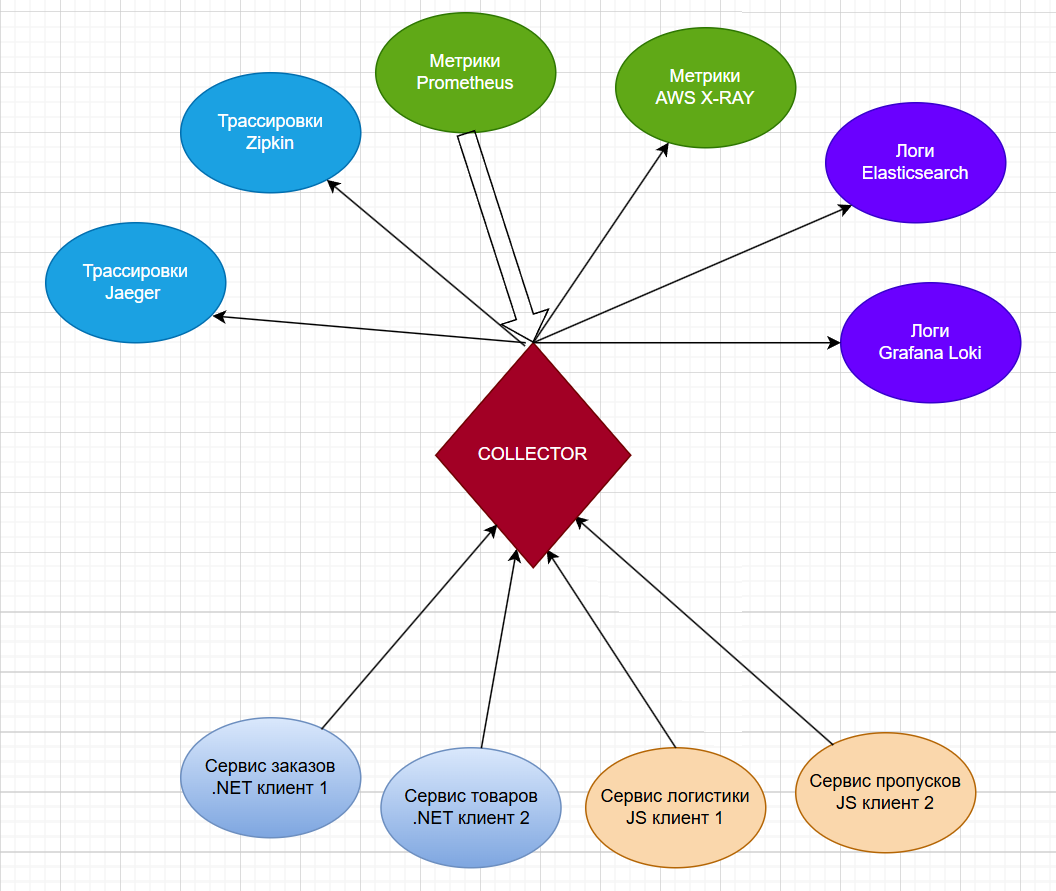 Метрики
Prometheus
Метрики
AWS X-RAY
Трассировки
Zipkin
Логи
Elasticsearch
Трассировки
Jaeger
Логи
Grafana Loki
COLLECTOR
Сервис заказов
.NET клиент 1
Сервис товаров
.NET клиент 2
Сервис логистики
JS клиент 1
Сервис пропусков
JS клиент 2